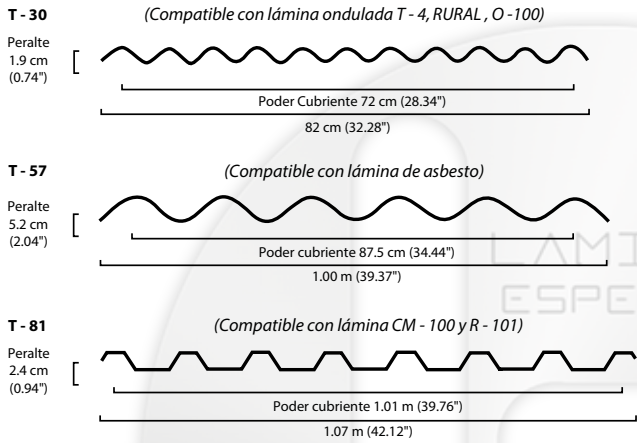 T - 30
(Compatible con lámina ondulada T - 4, RURAL , O -100)
Peralte
1.9 cm
(0.74")
Poder Cubriente 72 cm (28.34")
82 cm (32.28")
T - 57
(Compatible con lámina de asbesto)
Peralte
5.2 cm
(2.04")
Poder cubriente 87.5 cm (34.44")
1.00 m (39.37")
LAMI
ESPE
T - 81
(Compatible con lámina CM - 100 y R - 101)
Peralte
2.4 cm
(0.94")
Poder cubriente 1.01 m (39.76")
1.07 m (42.12")